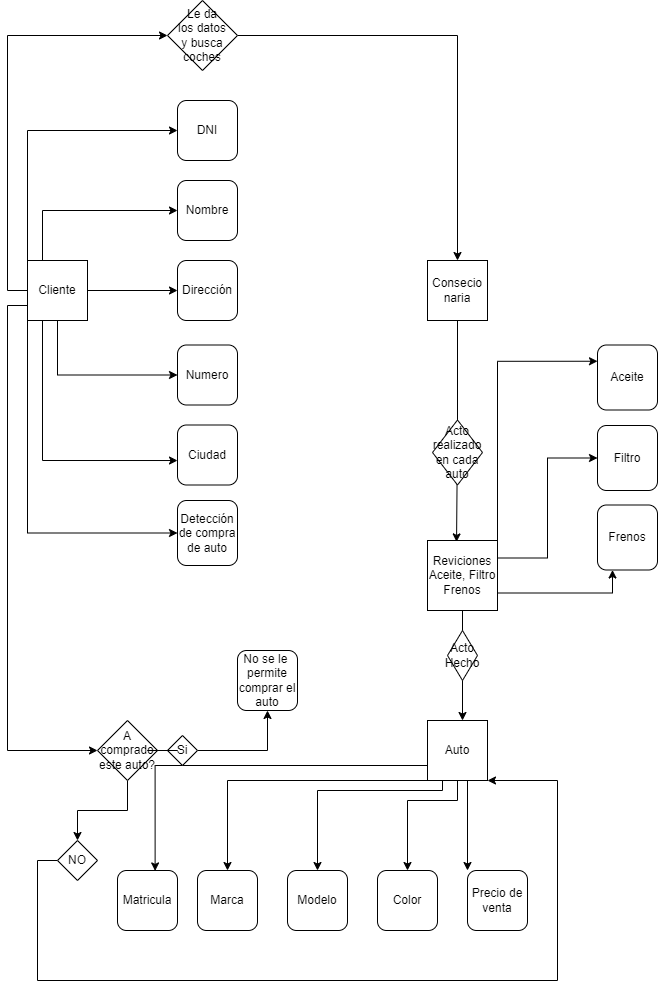 Le da
los datos
y busca
coches
DNI
Nombre
Cliente
Dirección
Consecio
naria
Numero
Aceite
Acto
realizado
en cada
auto
Ciudad
Filtro
Detección
de compra
de auto
Frenos
Reviciones
Aceite, Filtro
Frenos
Acto
Hecho
No se le
permite
comprar el
auto
A
comprado
este auto?
Si
Auto
NO
Matricula
Marca
Modelo
Color
Precio de
venta